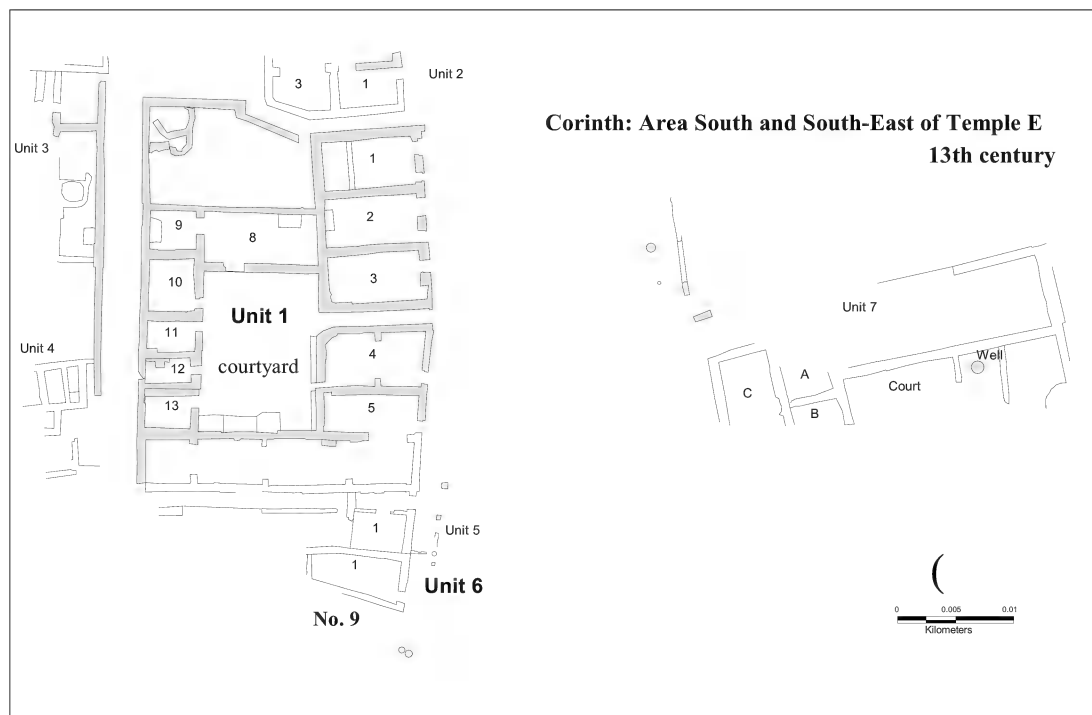 Corinth: Area South and South-East of Temple E
13th century
Unit 2
3
1
Unit 3
1
2
9
8
3
10
Unit 1
11
courtyard
4
Unit 4
12
13
5
1
Unit 5
1
Unit 6
No. 9
Unit 7
Well
A
Court
C
B
(
0 0.005 0.01
Kilometers